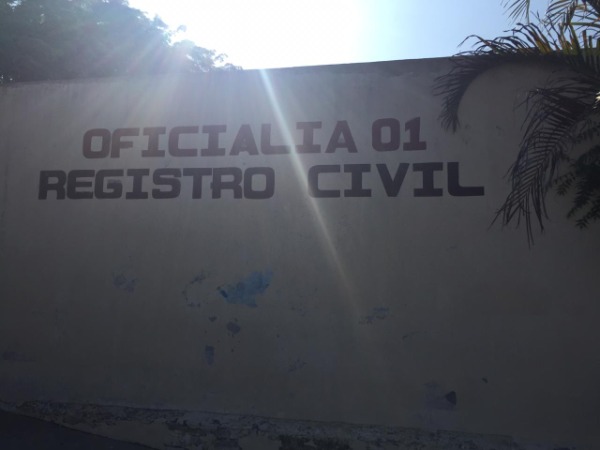 OFICIALIA 01
REGISTRO CIVIL